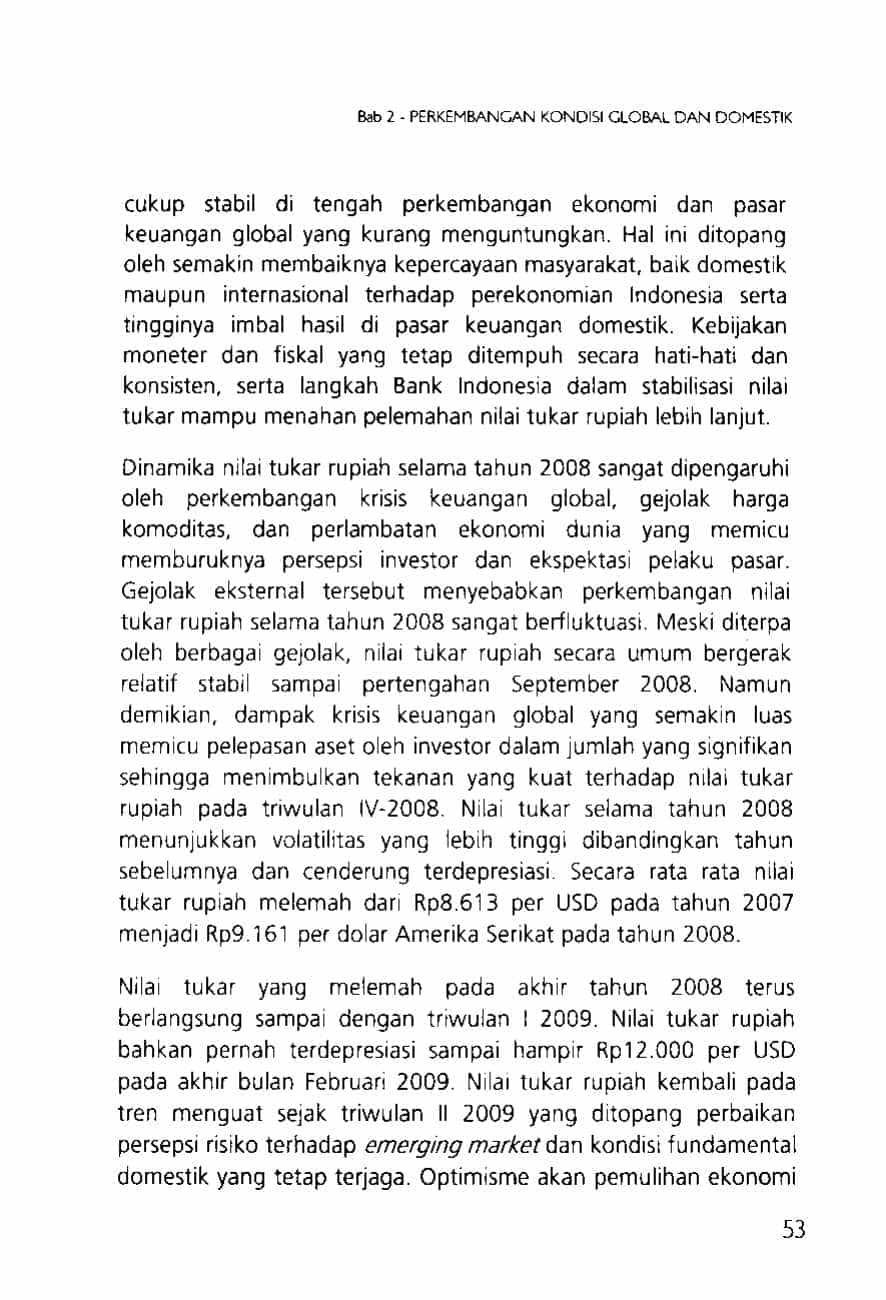 Bab 2 - PERKEMBANGAN KONDISI GLOBAL DAN DOMESTIK
cukup stabil di tengah perkembangan ekonomi dan pasar
keuangan global yang kurang menguntungkan. Hal ini ditopang
oleh semakin membaiknya kepercayaan masyarakat, baik domestik
maupun internasional terhadap perekonomian Indonesia serta
tingginya imbal hasil di pasar keuangan domestik. Kebijakan
moneter dan fiskal yang tetap ditempuh secara hati-hati dan
konsisten, serta langkah Bank Indonesia dalam stabilisasi nilai
tukar mampu menahan pelemahan nilai tukar rupiah lebih lanjut.
Dinamika nilai tukar rupiah selama tahun 2008 sangat dipengaruhi
oleh perkembangan krisis keuangan global, gejolak harga
komoditas, dan perlambatan ekonomi dunia yang memicu
memburuknya persepsi investor dan ekspektasi pelaku pasar.
Gejolak eksternal tersebut menyebabkan perkembangan nilai
tukar rupiah selama tahun 2008 sangat berfluktuasi. Meski diterpa
oleh berbagai gejolak, nilai tukar rupiah secara umum bergerak
relatif stabil sampai pertengahan September 2008. Namun
demikian, dampak krisis keuangan global yang semakin luas
memicu pelepasan aset oleh investor dalam jumlah yang signifikan
sehingga menimbulkan tekanan yang kuat terhadap nilai tukar
rupiah pada triwulan IV-2008. Nilai tukar selama tahun 2008
menunjukkan volatilitas yang lebih tinggi dibandingkan tahun
sebelumnya dan cenderung terdepresiasi. Secara rata rata nilai
tukar rupiah melemah dari Rp8.613 per USD pada tahun 2007
menjadi Rp9.161 per dolar Amerika Serikat pada tahun 2008.
Nilai tukar yang melemah pada akhir tahun 2008 terus
berlangsung sampai dengan triwulan I 2009. Nilai tukar rupiah
bahkan pernah terdepresiasi sampai hampir Rp12.000 per USD
pada akhir bulan Februari 2009. Nilai tukar rupiah kembali pada
tren menguat sejak triwulan II 2009 yang ditopang perbaikan
persepsi risiko terhadap emerging market dan kondisi fundamental
domestik yang tetap terjaga. Optimisme akan pemulihan ekonomi
53